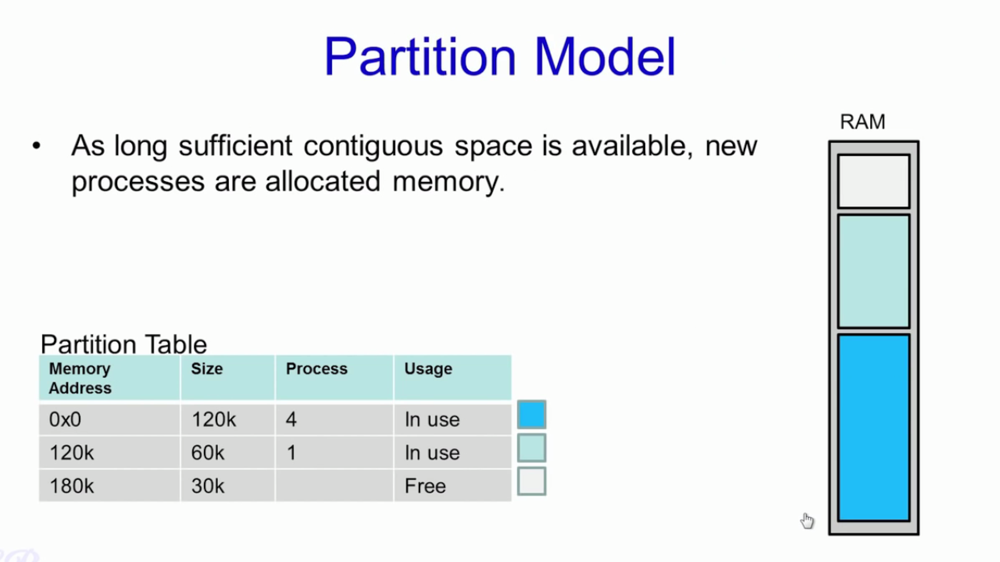 Partition Model
RAM
• As long sufficient contiguous space is available, new
processes are allocated memory.
Partition Table
Memory Address Size Process Usage
0x0 120k 4 In use
120k 60k 1 In use
180k 30k Free